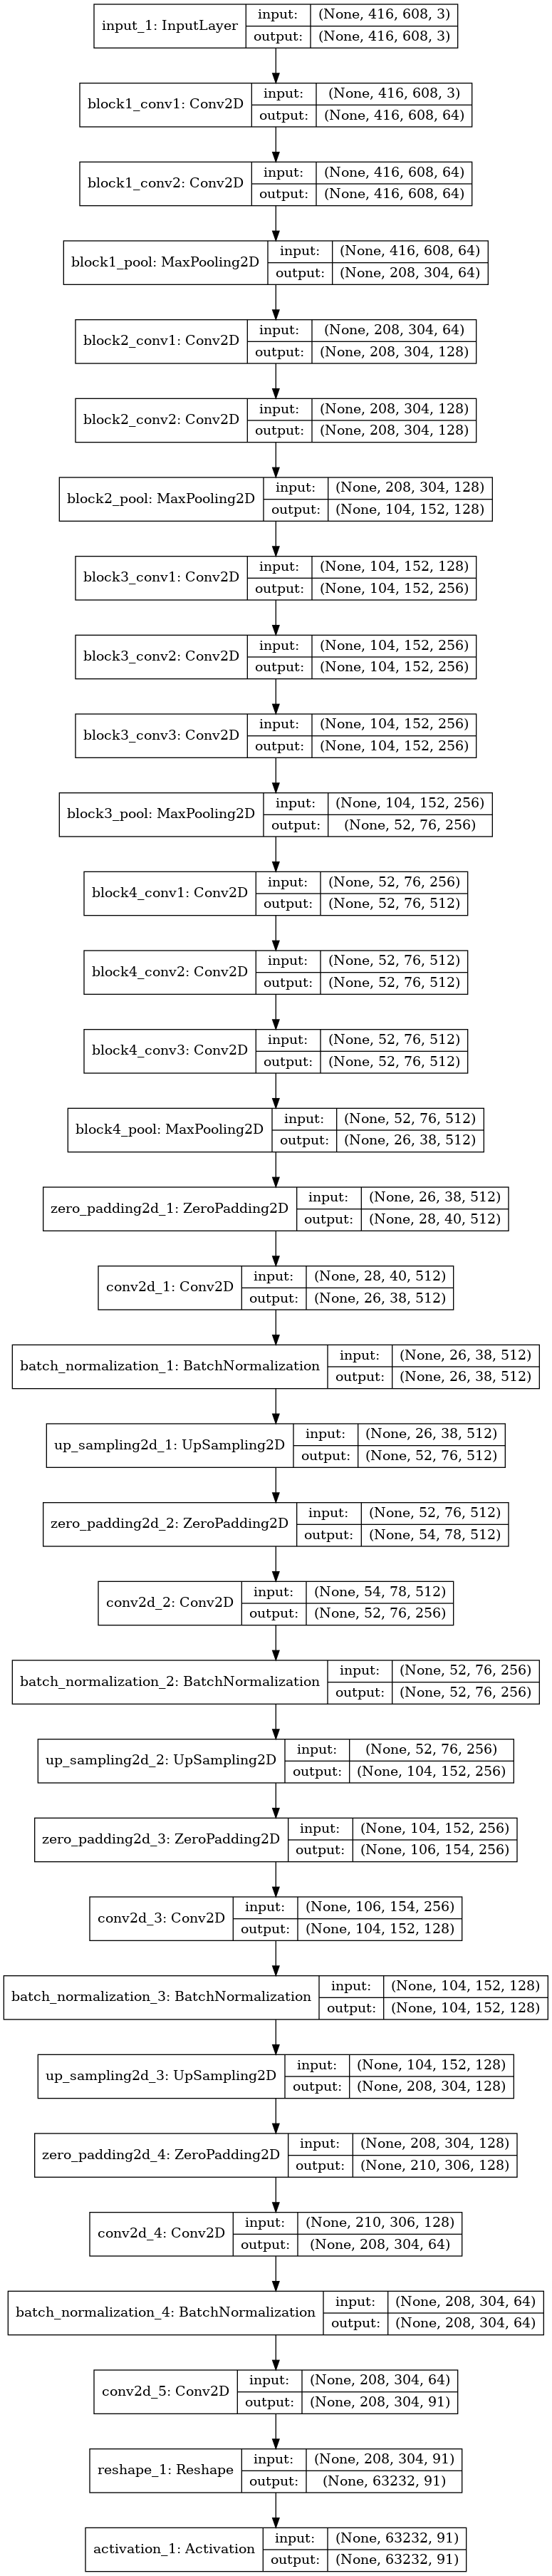 input_1: InputLayer
input: (None, 416, 608, 3)
output: (None, 416, 608, 3)
block1_conv1: Conv2D
input: (None, 416, 608, 3)
output: (None, 416, 608, 64)
block1_conv2: Conv2D
input: (None, 416, 608, 64)
output: (None, 416, 608, 64)
block1_pool: MaxPooling2D
input: (None, 416, 608, 64)
output: (None, 208, 304, 64)
block2_conv1: Conv2D
input: (None, 208, 304, 64)
output: (None, 208, 304, 128)
block2_conv2: Conv2D
input: (None, 208, 304, 128)
output: (None, 208, 304, 128)
block2_pool: MaxPooling2D
input: (None, 208, 304, 128)
output: (None, 104, 152, 128)
block3_conv1: Conv2D
input: (None, 104, 152, 128)
output: (None, 104, 152, 256)
block3_conv2: Conv2D
input: (None, 104, 152, 256)
output: (None, 104, 152, 256)
block3_conv3: Conv2D
input: (None, 104, 152, 256)
output: (None, 104, 152, 256)
block3_pool: MaxPooling2D
input: (None, 104, 152, 256)
output: (None, 52, 76, 256)
block4_conv1: Conv2D
input: (None, 52, 76, 256)
output: (None, 52, 76, 512)
block4_conv2: Conv2D
input: (None, 52, 76, 512)
output: (None, 52, 76, 512)
block4_conv3: Conv2D
input: (None, 52, 76, 512)
output: (None, 52, 76, 512)
block4_pool: MaxPooling2D
input: (None, 52, 76, 512)
output: (None, 26, 38, 512)
zero_padding2d_1: ZeroPadding2D
input: (None, 26, 38, 512)
output: (None, 28, 40, 512)
conv2d_1: Conv2D
input: (None, 28, 40, 512)
output: (None, 26, 38, 512)
batch_normalization_1: BatchNormalization
input: (None, 26, 38, 512)
output: (None, 26, 38, 512)
up_sampling2d_1: UpSampling2D
input: (None, 26, 38, 512)
output: (None, 52, 76, 512)
zero_padding2d_2: ZeroPadding2D
input: (None, 52, 76, 512)
output: (None, 54, 78, 512)
conv2d_2: Conv2D
input: (None, 54, 78, 512)
output: (None, 52, 76, 256)
batch_normalization_2: BatchNormalization
input: (None, 52, 76, 256)
output: (None, 52, 76, 256)
up_sampling2d_2: UpSampling2D
input: (None, 52, 76, 256)
output: (None, 104, 152, 256)
zero_padding2d_3: ZeroPadding2D
input: (None, 104, 152, 256)
output: (None, 106, 154, 256)
conv2d_3: Conv2D
input: (None, 106, 154, 256)
output: (None, 104, 152, 128)
batch_normalization_3: BatchNormalization
input: (None, 104, 152, 128)
output: (None, 104, 152, 128)
up_sampling2d_3: UpSampling2D
input: (None, 104, 152, 128)
output: (None, 208, 304, 128)
zero_padding2d_4: ZeroPadding2D
input: (None, 208, 304, 128)
output: (None, 210, 306, 128)
conv2d_4: Conv2D
input: (None, 210, 306, 128)
output: (None, 208, 304, 64)
batch_normalization_4: BatchNormalization
input: (None, 208, 304, 64)
output: (None, 208, 304, 64)
conv2d_5: Conv2D
input: (None, 208, 304, 64)
output: (None, 208, 304, 91)
reshape_1: Reshape
input: (None, 208, 304, 91)
output: (None, 63232, 91)
activation_1: Activation
input: (None, 63232, 91)
output: (None, 63232, 91)